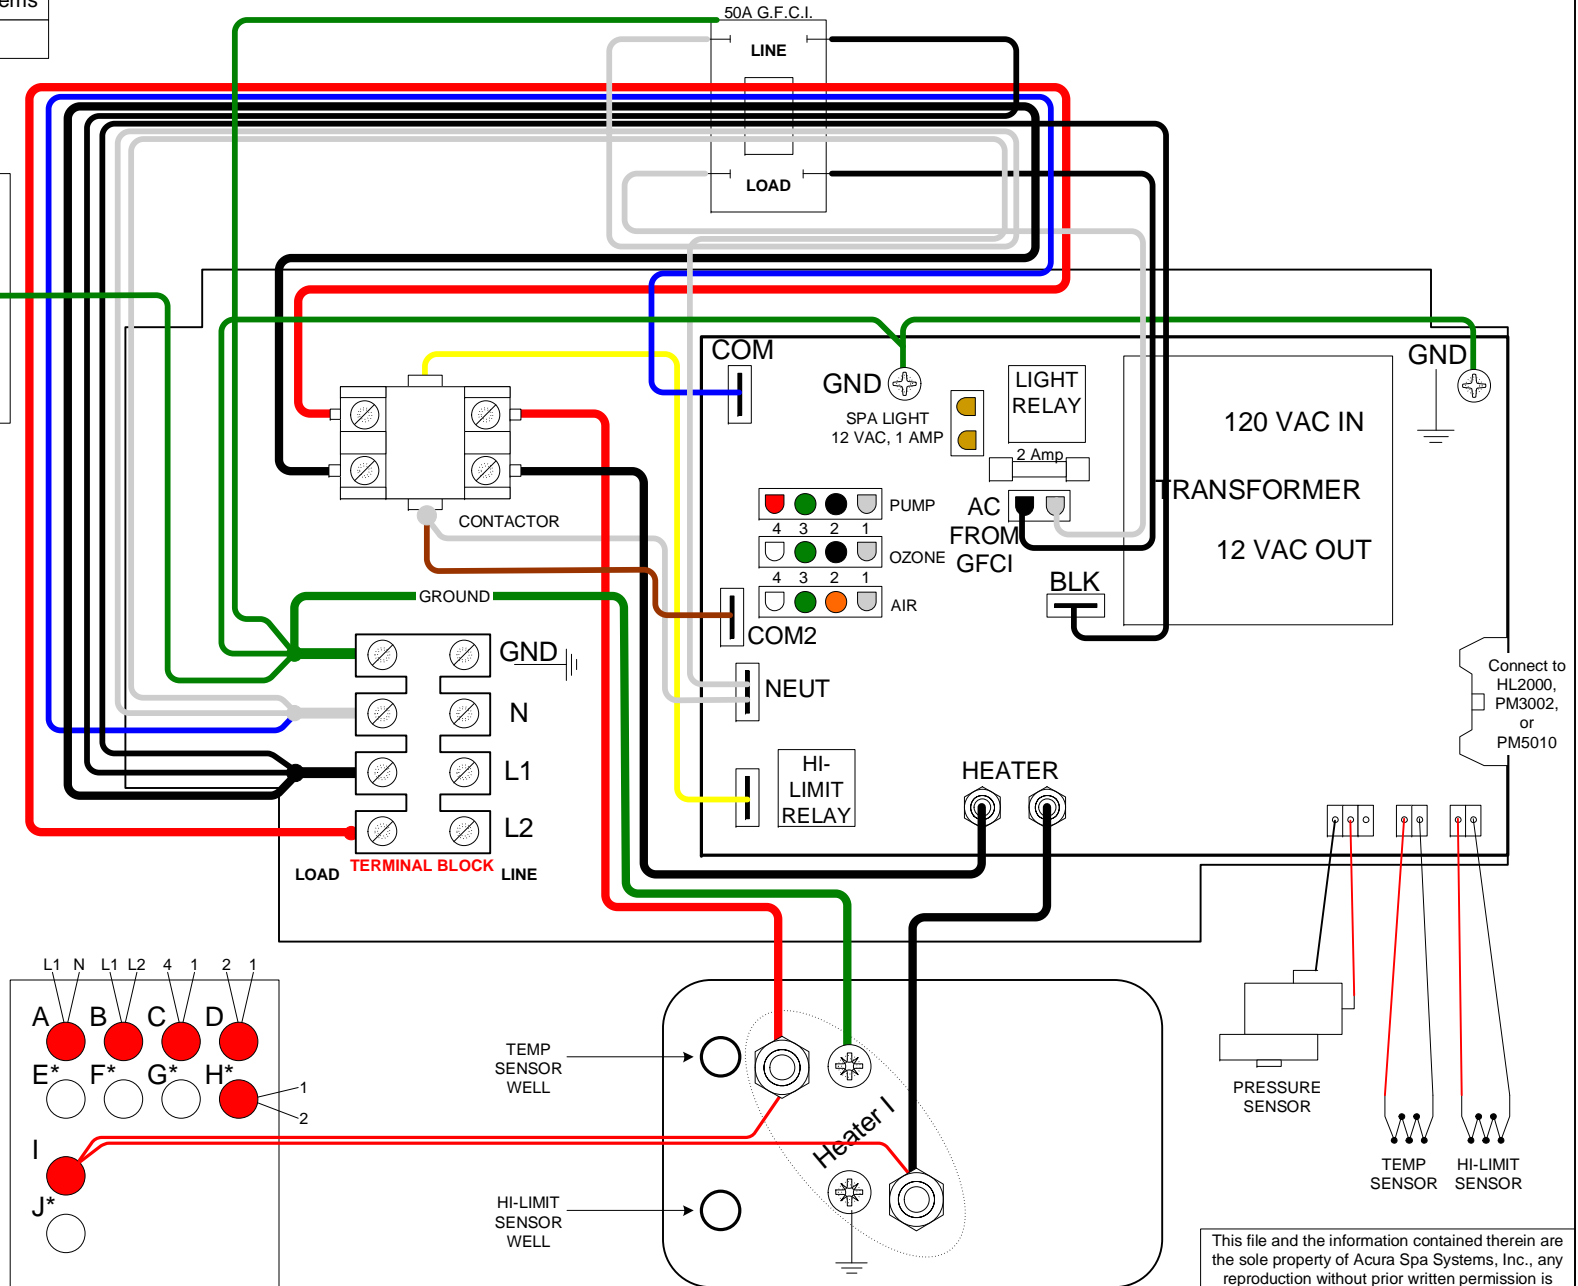 ems
50A G.F.C.I.
LINE
LOAD
COM
GND
SPA LIGHT
12 VAC, 1 AMP
LIGHT
RELAY
2 Amp
GND
120 VAC IN
TRANSFORMER
12 VAC OUT
PUMP
4 3 2 1
OZONE
4 3 2 1
AIR
AC
FROM
GFCI
BLK
CONTACTOR
GROUND
COM2
NEUT
GND
N
L1
L2
LOAD
TERMINAL BLOCK
LINE
HI-
LIMIT
RELAY
HEATER
Connect to
HL2000,
PM3002,
or
PM5010
L1 N L1 L2 4 1 2 1
A B C D
E* F* G* H*
1
2
I
J*
TEMP
SENSOR
WELL
HI-LIMIT
SENSOR
WELL
Heater I
PRESSURE
SENSOR
TEMP
SENSOR
HI-LIMIT
SENSOR
This file and the information contained therein are
the sole property of Acura Spa Systems, Inc., any
reproduction without prior written permission is